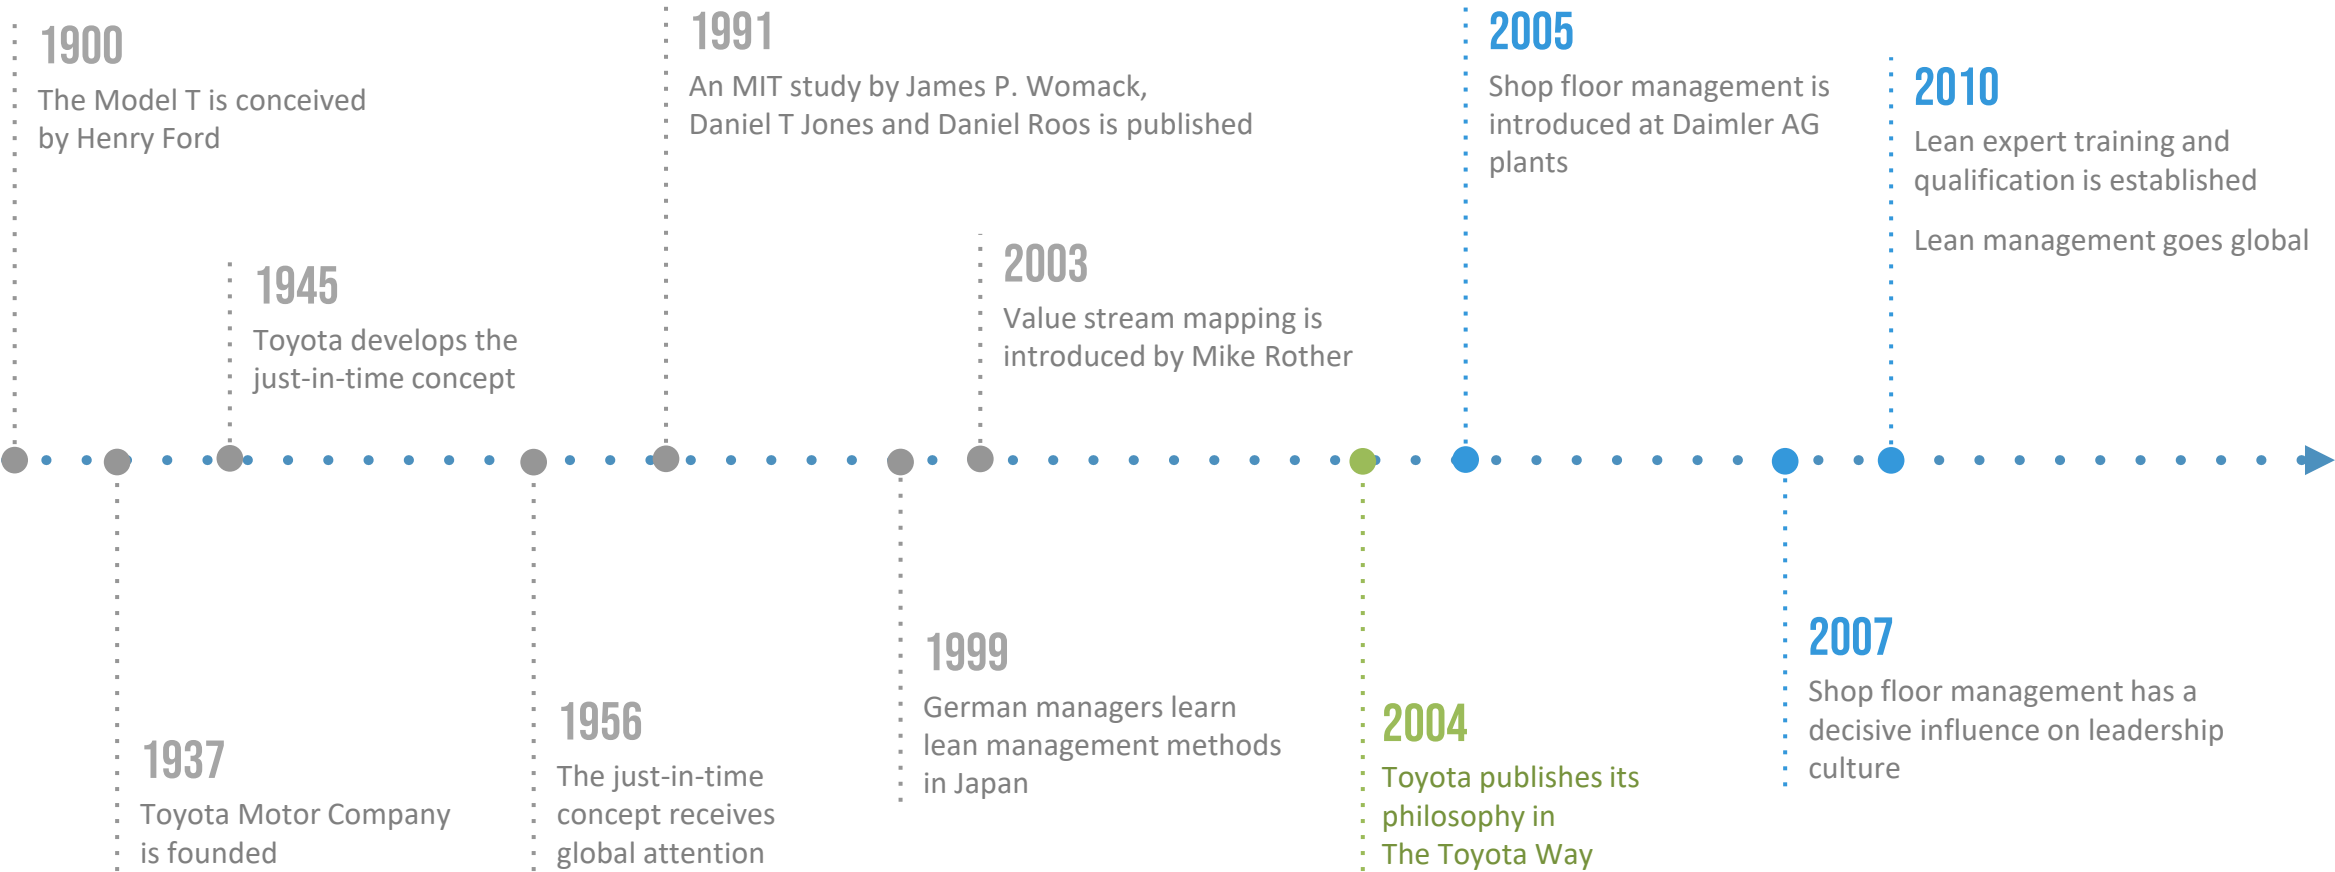 1900
The Model T is conceived
by Henry Ford
1991
An MIT study by James P. Womack,
Daniel T Jones and Daniel Roos is published
2005
Shop floor management is
introduced at Daimler AG
plants
2010
Lean expert training and
qualification is established
Lean management goes global
1945
Toyota develops the
just-in-time concept
2003
Value stream mapping is
introduced by Mike Rother
1937
Toyota Motor Company
is founded
1956
The just-in-time
concept receives
global attention
1999
German managers learn
lean management methods
in Japan
2004
Toyota publishes its
philosophy in
The Toyota Way
2007
Shop floor management has a
decisive influence on leadership
culture